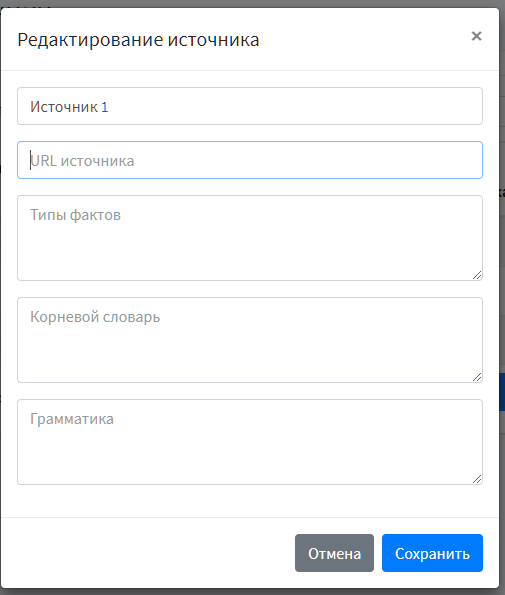 Редактирование источника
×
Источник 1
URL источника
Типы фактов
Корневой словарь
Грамматика
Отмена
Сохранить